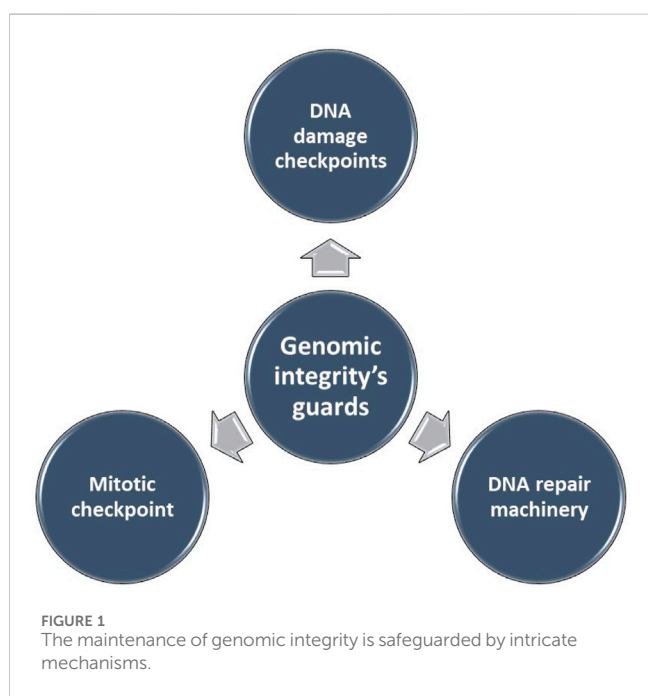 DNA
damage
checkpoints
Genomic
integrity's
guards
Mitotic
checkpoint
DNA repair
machinery
FIGURE 1
The maintenance of genomic integrity is safeguarded by intricate
mechanisms.